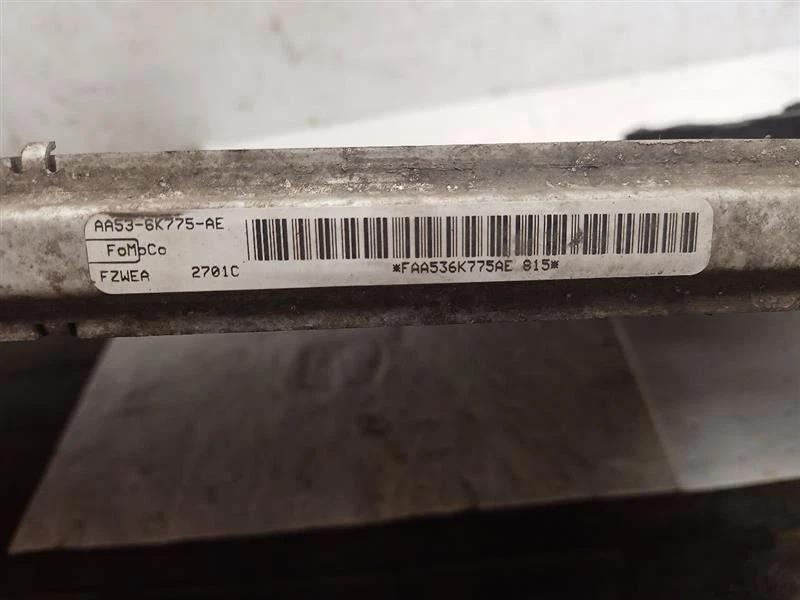 AA53-6K775-AE
FoMoCo
FZWEA 2701C
*FAA536K775AE 815*